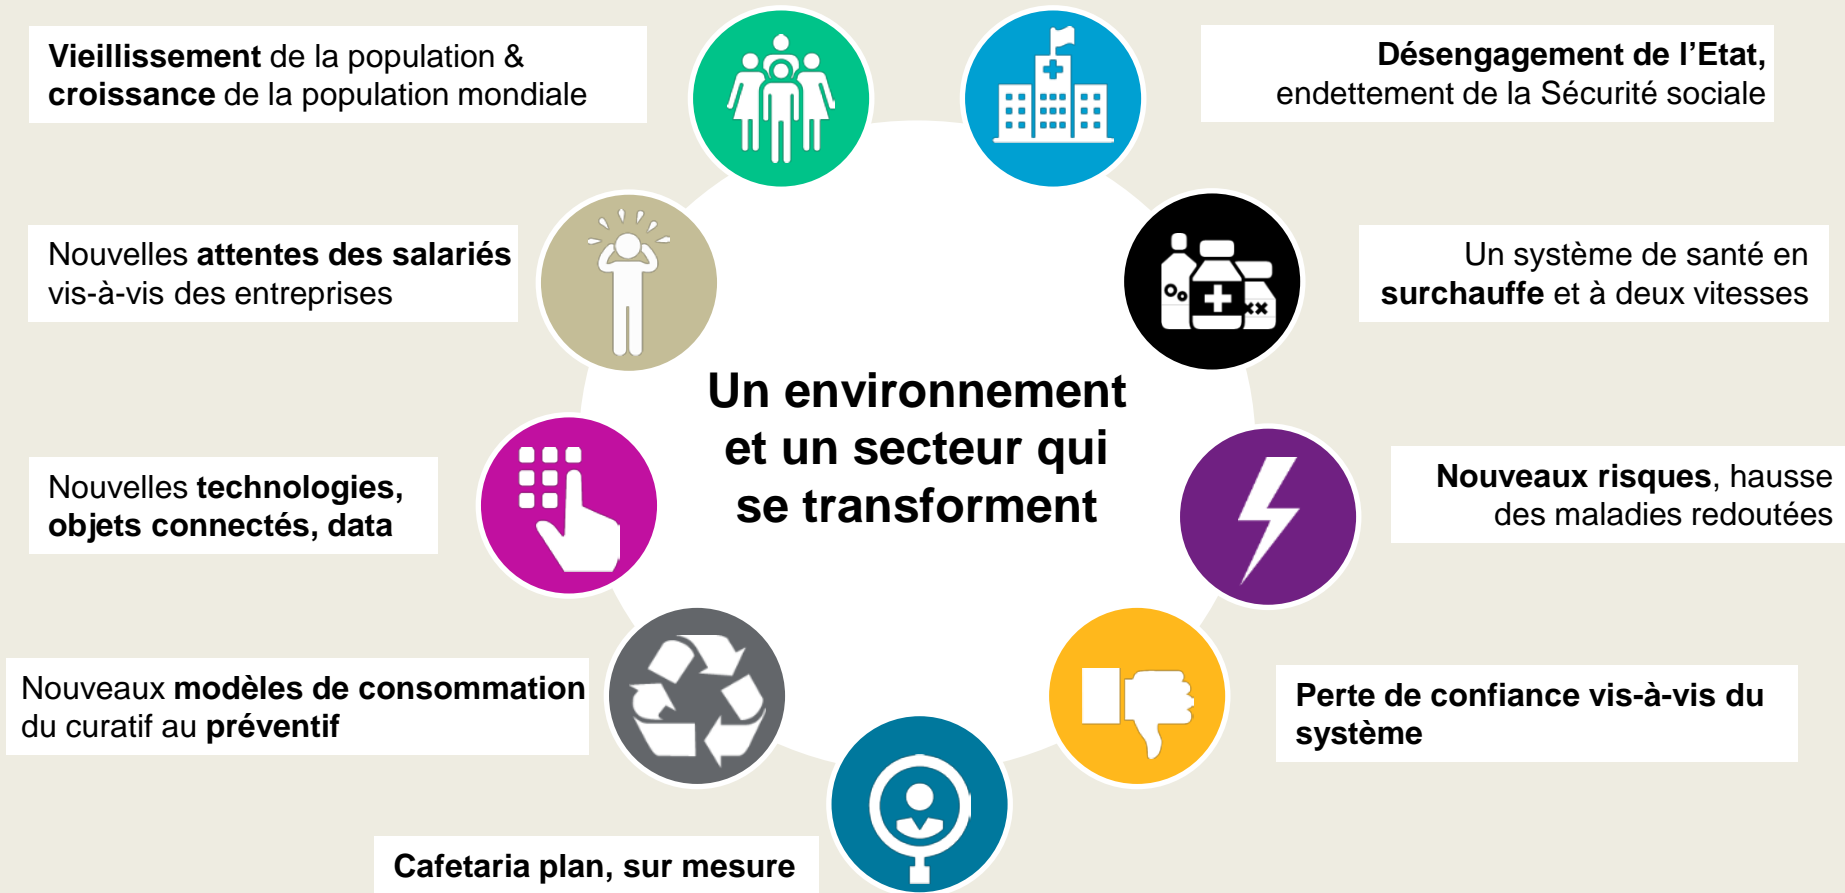 Vieillissement de la population &
croissance de la population mondiale
Désengagement de l’Etat,
endettement de la Sécurité sociale
Nouvelles attentes des salariés
vis-à-vis des entreprises
Un système de santé en
surchauffe et à deux vitesses
Un environnement
et un secteur qui
se transforment
Nouvelles technologies,
objets connectés, data
Nouveaux risques, hausse
des maladies redoutées
Nouveaux modèles de consommation
du curatif au préventif
Perte de confiance vis-à-vis du
système
Cafetaria plan, sur mesure